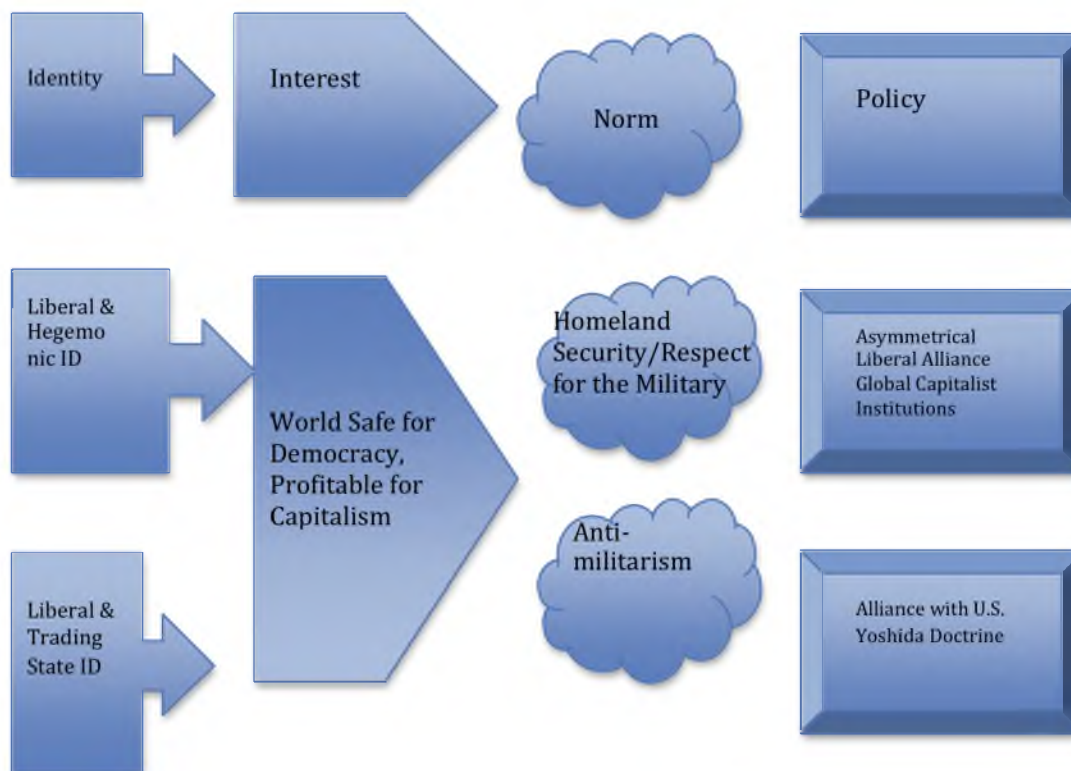 Identity
Interest
Norm
Policy
Liberal &
Hegemo
nic ID
World Safe for
Democracy,
Profitable for
Capitalism
Homeland
Security/Respect
for the Military
Asymmetrical
Liberal Alliance
Global Capitalist
Institutions
Liberal &
Trading
State ID
Anti-
militarism
Alliance with U.S.
Yoshida Doctrine